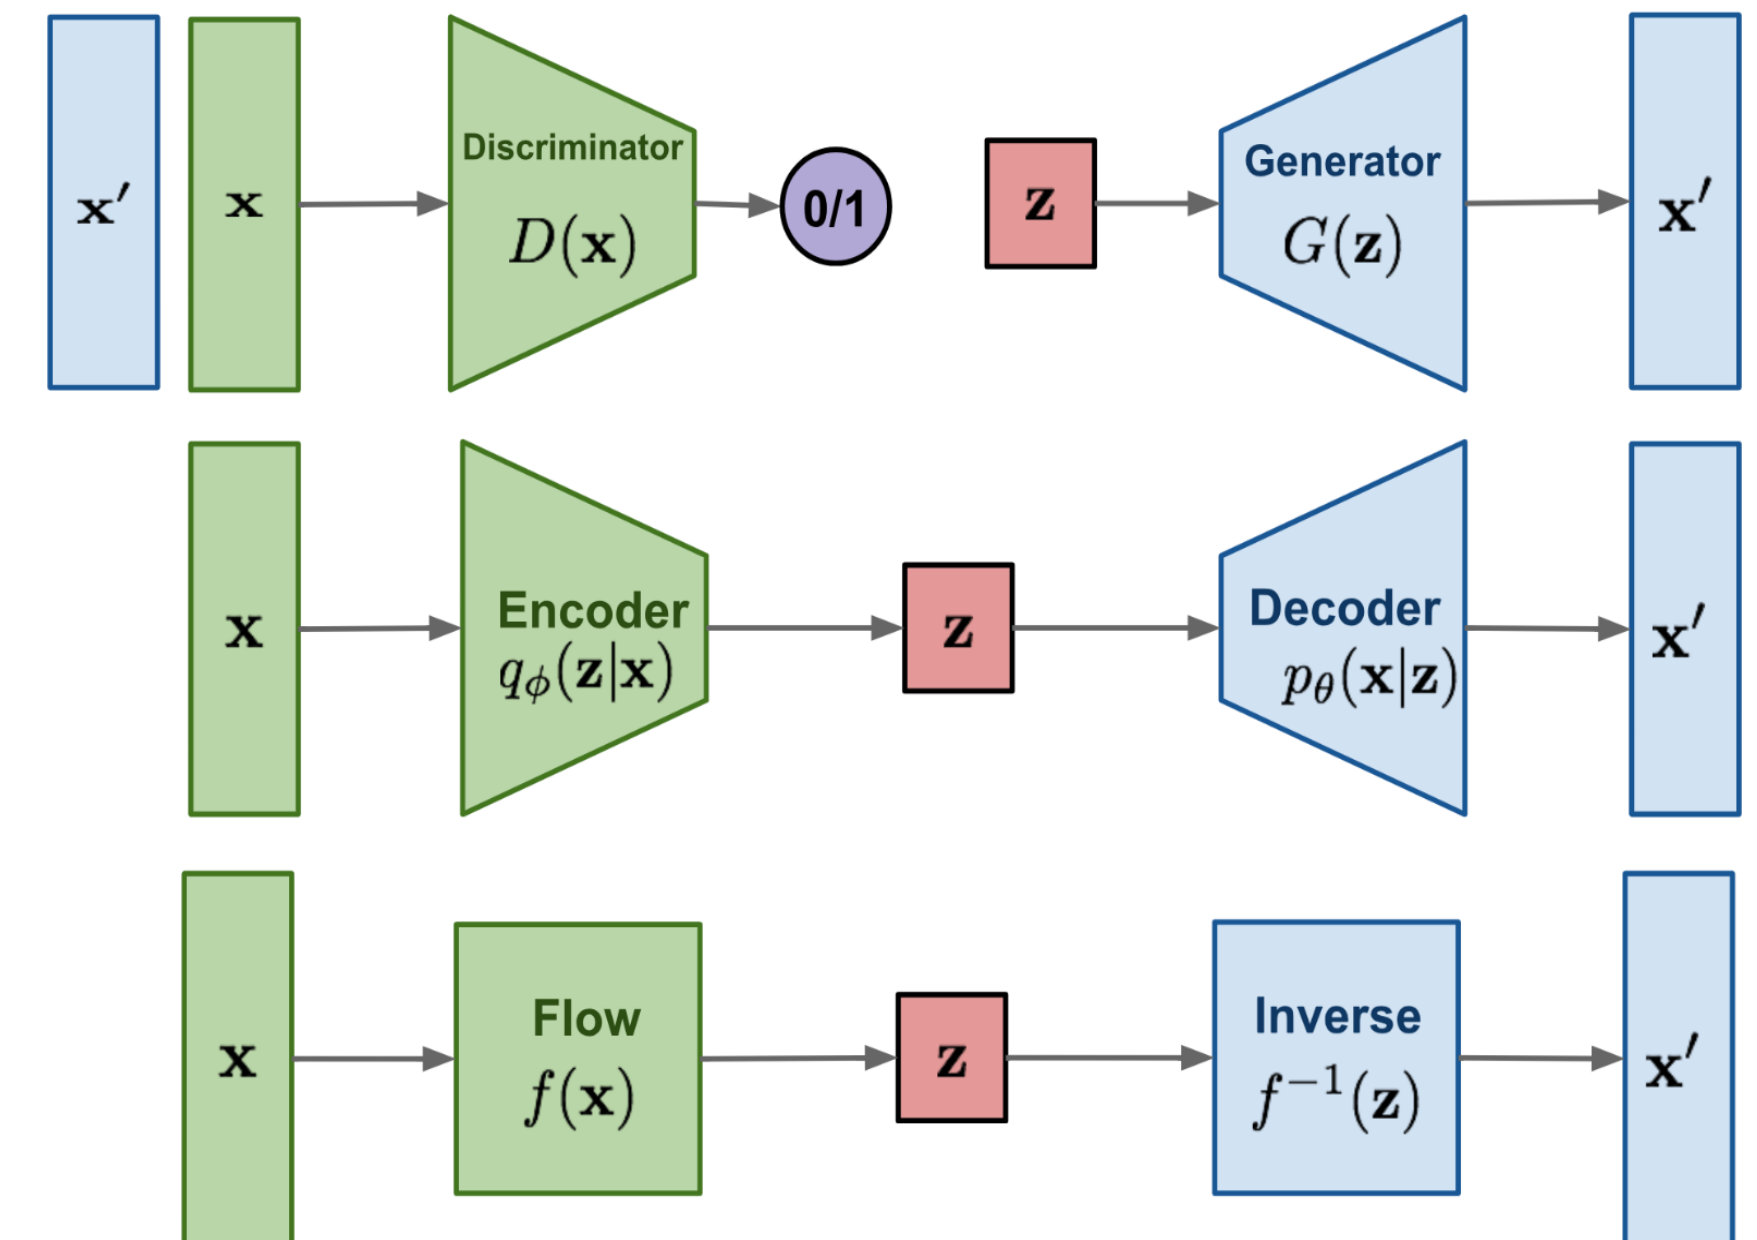 x′
x
Discriminator
D(x)
0/1
z
Generator
G(z)
x′
x
Encoder
qϕ(z|x)
z
Decoder
pθ(x|z)
x′
x
Flow
f(x)
z
Inverse
f⁻¹(z)
x′